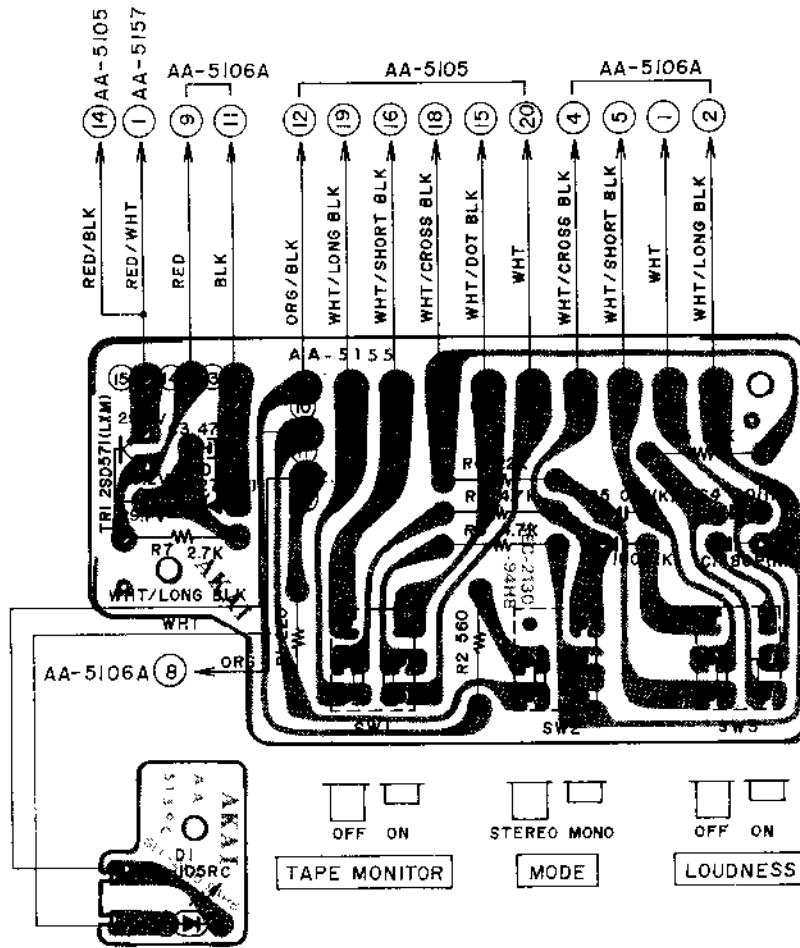 AA-5105
AA-5157
AA-5106A
AA-5105
AA-5106A
14 1 9 11 12 19 16 18 15 20 4 5 1 2
RED/BLK
RED/WHT
RED
BLK
ORG/BLK
WHT/LONG BLK
WHT/SHORT BLK
WHT/CROSS BLK
WHT/DOT BLK
WHT
WHT/CROSS BLK
WHT/SHORT BLK
WHT
WHT/LONG BLK
AA-5155
15
TR1 2SD571(LXM)
R7 2.7K
AKAI
WHT/LONG BLK
WHT
ORG
AA-5106A 8
R2 560
SW1
SW2
SW3
AKAI
AA
5139C
D1
OFF ON
STEREO MONO
OFF ON
TAPE MONITOR
MODE
LOUDNESS